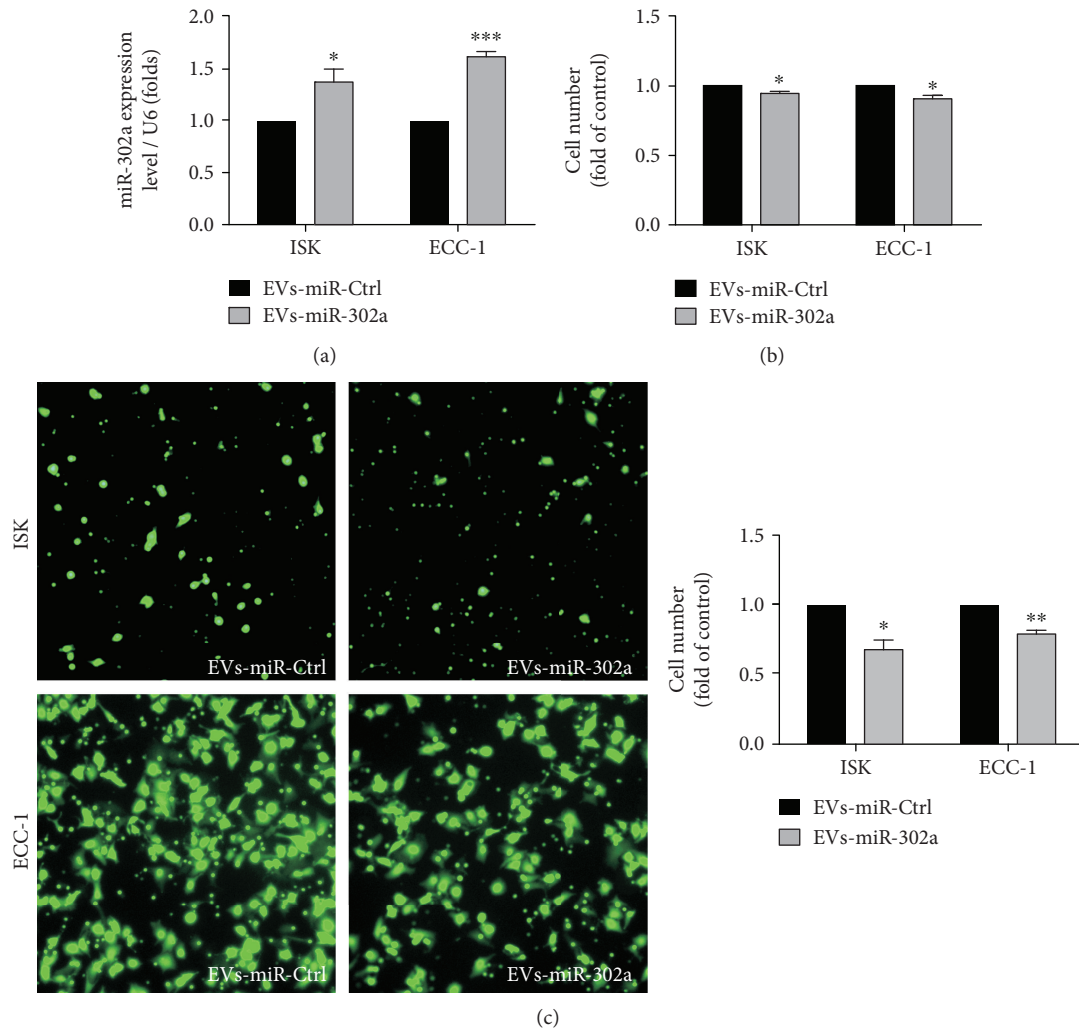 2.0
1.5
1.0
0.5
0.0
miR-302a expression
level / U6 (folds)
*
***
ISK
ECC-1
EVs-miR-Ctrl
EVs-miR-302a
(a)
1.5
1.0
0.5
0.0
Cell number
(fold of control)
*
*
ISK
ECC-1
EVs-miR-Ctrl
EVs-miR-302a
(b)
ISK
EVs-miR-Ctrl
EVs-miR-302a
ECC-1
EVs-miR-Ctrl
EVs-miR-302a
1.5
1.0
0.5
0.0
Cell number
(fold of control)
*
**
ISK
ECC-1
EVs-miR-Ctrl
EVs-miR-302a
(c)